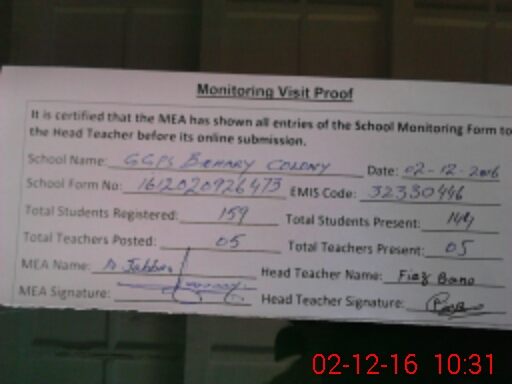 Monitoring Visit Proof
It is certified that the MEA has shown all entries of the School Monitoring Form to
the Head Teacher before its online submission.
School Name: GGPS BEHARY COLONY Date: 02-12-2016
School Form No: 1612020926473 EMIS Code: 32330446
Total Students Registered: 159 Total Students Present: 144
Total Teachers Posted: 05 Total Teachers Present: 05
MEA Name: A. Jabbar Head Teacher Name: Fiaz Bano
MEA Signature: Head Teacher Signature:
02-12-16 10:31